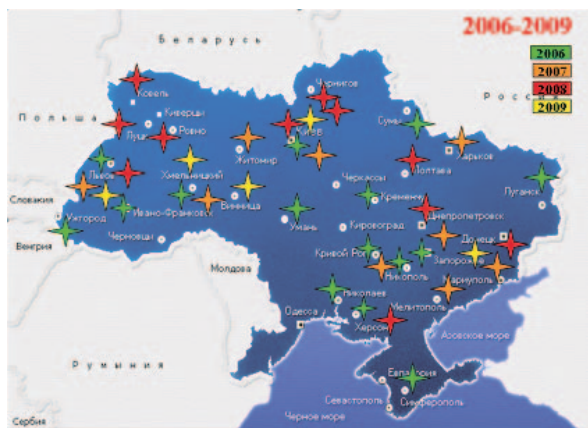 2006-2009
Беларусь
2006
2007
2008
2009
Россия
Польша
Ковель
Киверцы
Луцк
Ровно
Чернигов
Сумы
Киев
Житомир
Харьков
Львов
Хмельницкий
Полтава
Черкассы
Словакия
Ужгород
Ивано-Франковск
Винница
Кременчуг
Луганск
Венгрия
Черновцы
Умань
Кировоград
Днепропетровск
Донецк
Молдова
Кривой Рог
Запорожье
Никополь
Мариуполь
Николаев
Мелитополь
Одесса
Херсон
Азовское море
Румыния
Евпатория
Севастополь
Симферополь
Сербия
Черное море